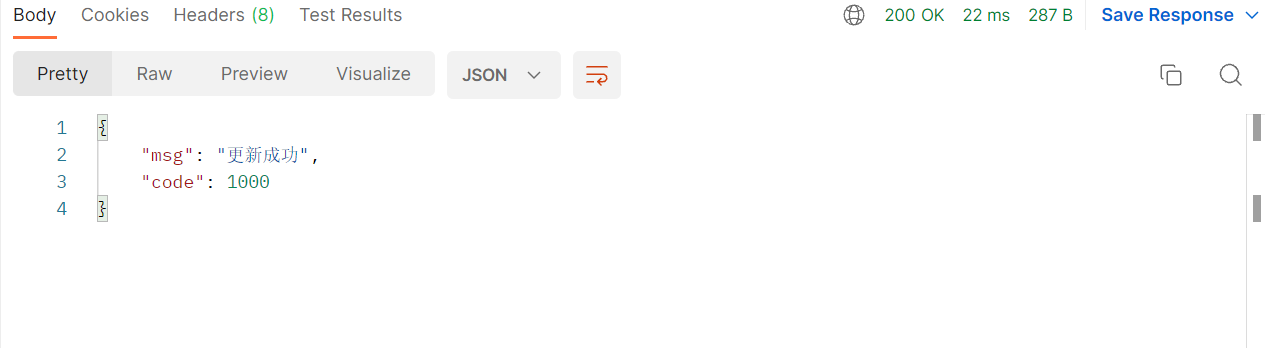 Body Cookies Headers (8) Test Results 200 OK 22 ms 287 B Save Response
Pretty Raw Preview Visualize JSON
1 {
2 "msg": "更新成功",
3 "code": 1000
4 }